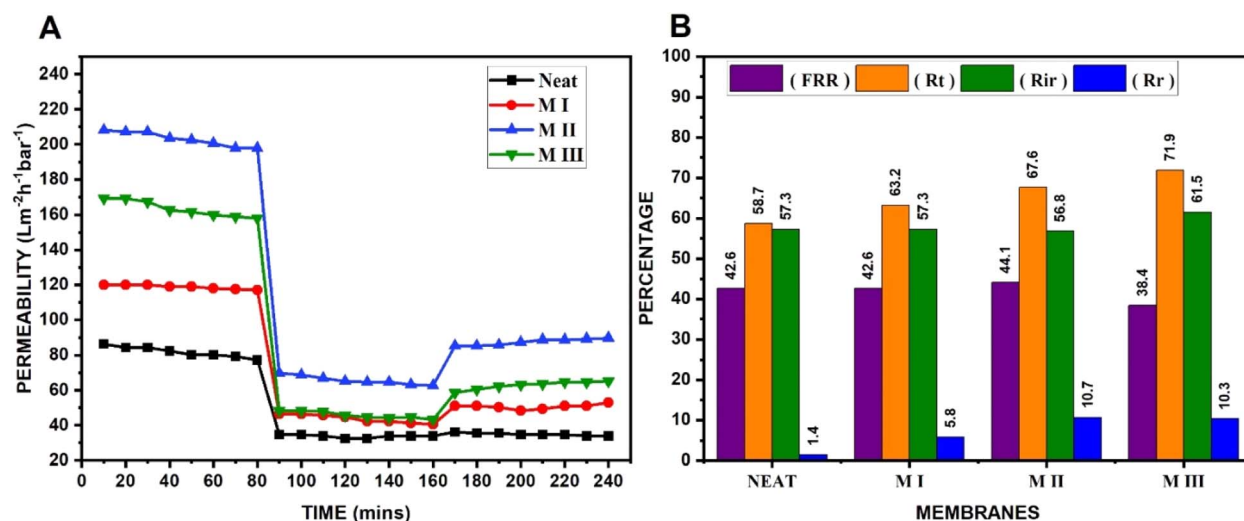 A
PERMEABILITY (Lm⁻²h⁻¹bar⁻¹)
240
220
200
180
160
140
120
100
80
60
40
20
Neat
M I
M II
M III
0 20 40 60 80 100 120 140 160 180 200 220 240
TIME (mins)
B
PERCENTAGE
100
90
80
70
60
50
40
30
20
10
0
( FRR ) ( Rt ) ( Rir ) ( Rr )
42.6 58.7 57.3 1.4
42.6 63.2 57.3 5.8
44.1 67.6 56.8 10.7
38.4 71.9 61.5 10.3
NEAT M I M II M III
MEMBRANES